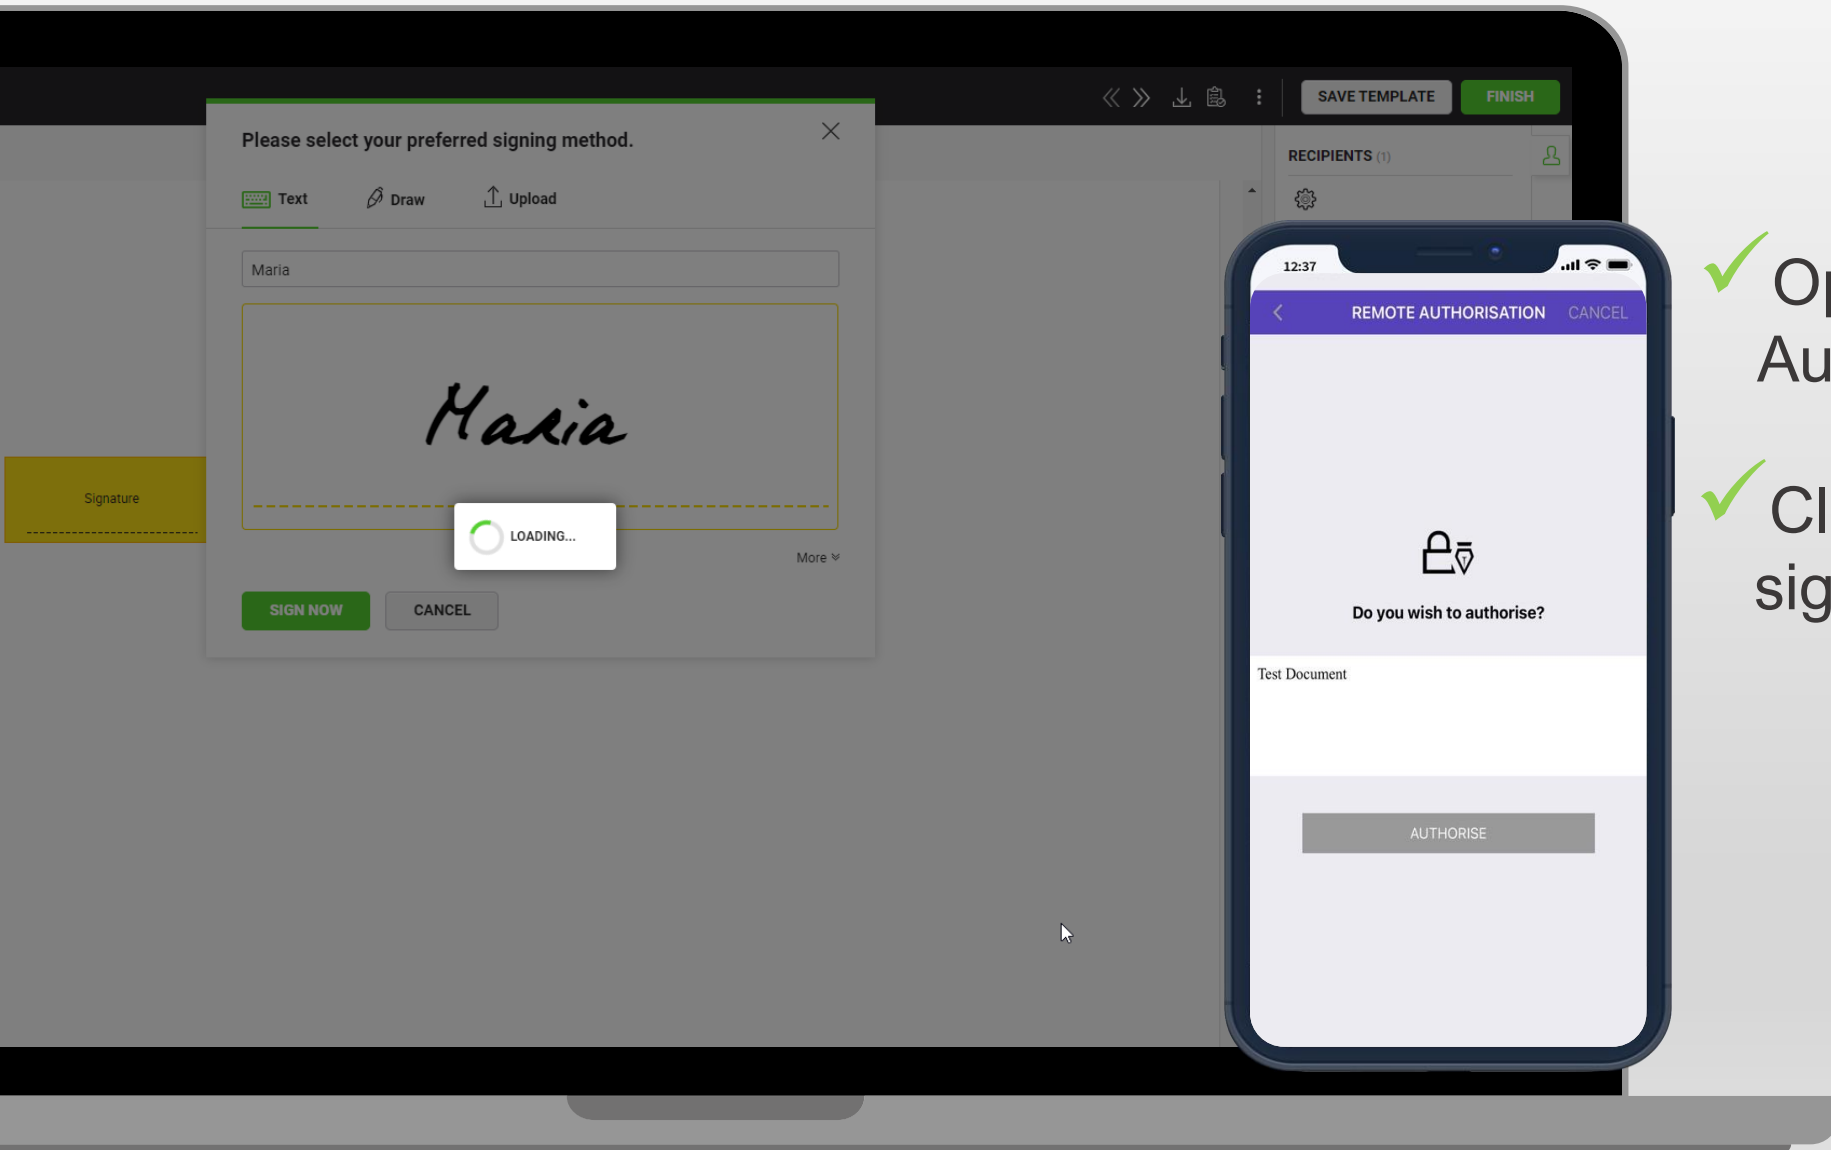 SAVE TEMPLATE
FINISH
Please select your preferred signing method.
RECIPIENTS (1)
Text
Draw
Upload
Maria
Maria
Signature
LOADING...
More
SIGN NOW
CANCEL
12:37
REMOTE AUTHORISATION
CANCEL
Do you wish to authorise?
Test Document
AUTHORISE